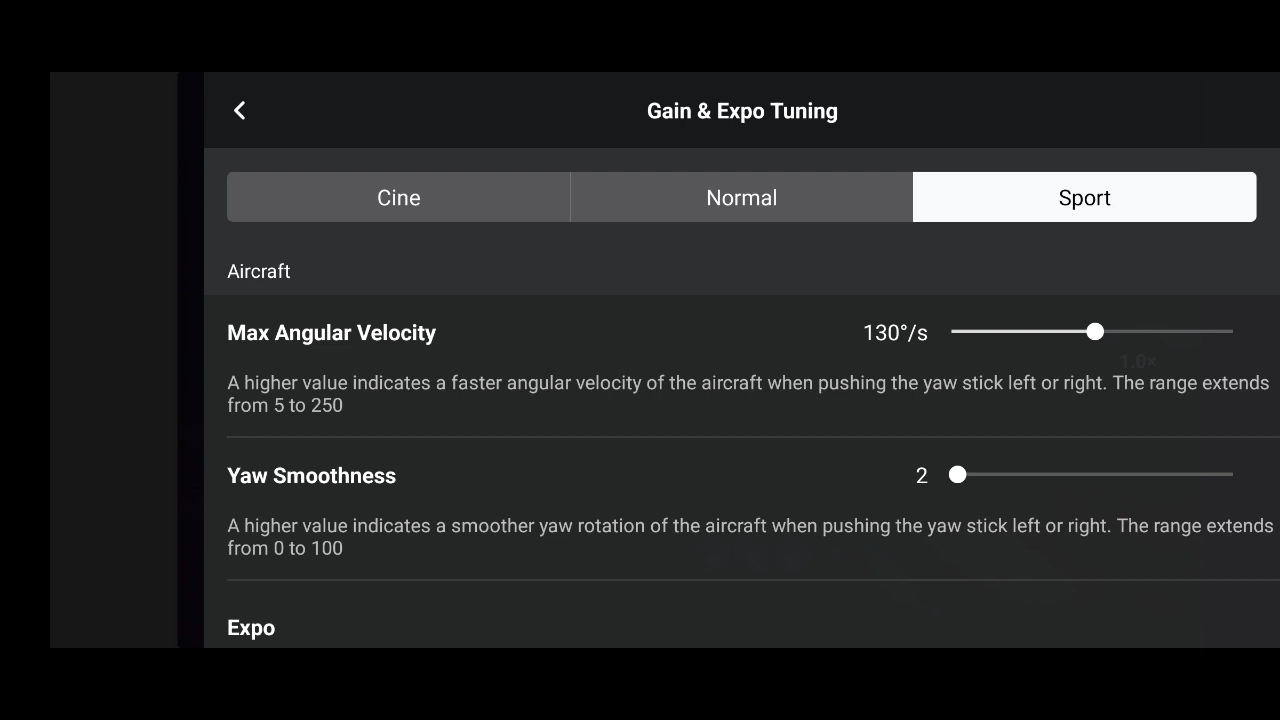 Gain & Expo Tuning
Cine Normal Sport
Aircraft
Max Angular Velocity 130°/s
1.0×
A higher value indicates a faster angular velocity of the aircraft when pushing the yaw stick left or right. The range extends
from 5 to 250
Yaw Smoothness 2
A higher value indicates a smoother yaw rotation of the aircraft when pushing the yaw stick left or right. The range extends
from 0 to 100
Expo